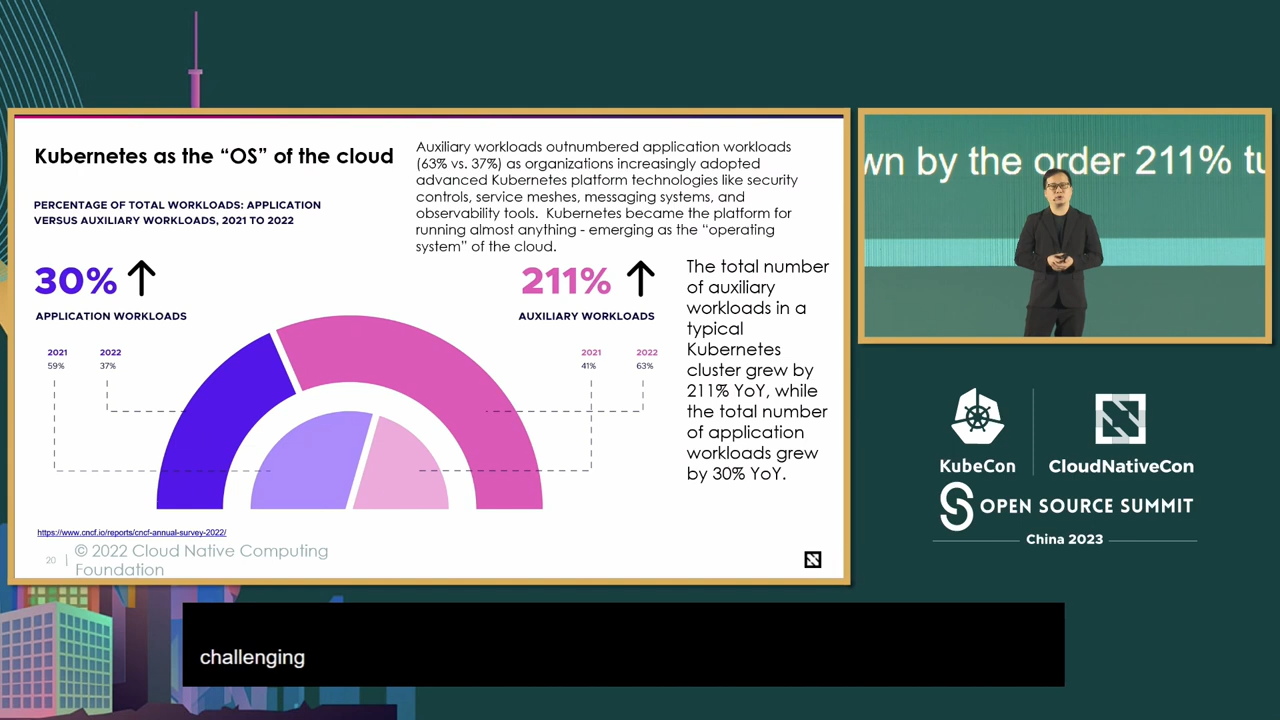 Kubernetes as the “OS” of the cloud
Auxiliary workloads outnumbered application workloads
(63% vs. 37%) as organizations increasingly adopted
advanced Kubernetes platform technologies like security
controls, service meshes, messaging systems, and
observability tools. Kubernetes became the platform for
running almost anything - emerging as the “operating
system” of the cloud.
PERCENTAGE OF TOTAL WORKLOADS: APPLICATION
VERSUS AUXILIARY WORKLOADS, 2021 TO 2022
30%
APPLICATION WORKLOADS
2021 2022
59% 37%
211%
AUXILIARY WORKLOADS
2021 2022
41% 63%
The total number
of auxiliary
workloads in a
typical
Kubernetes
cluster grew by
211% YoY, while
the total number
of application
workloads grew
by 30% YoY.
https://www.cncf.io/reports/cncf-annual-survey-2022/
20
© 2022 Cloud Native Computing
Foundation
wn by the order 211% tu
KubeCon
CloudNativeCon
OPEN SOURCE SUMMIT
China 2023
challenging